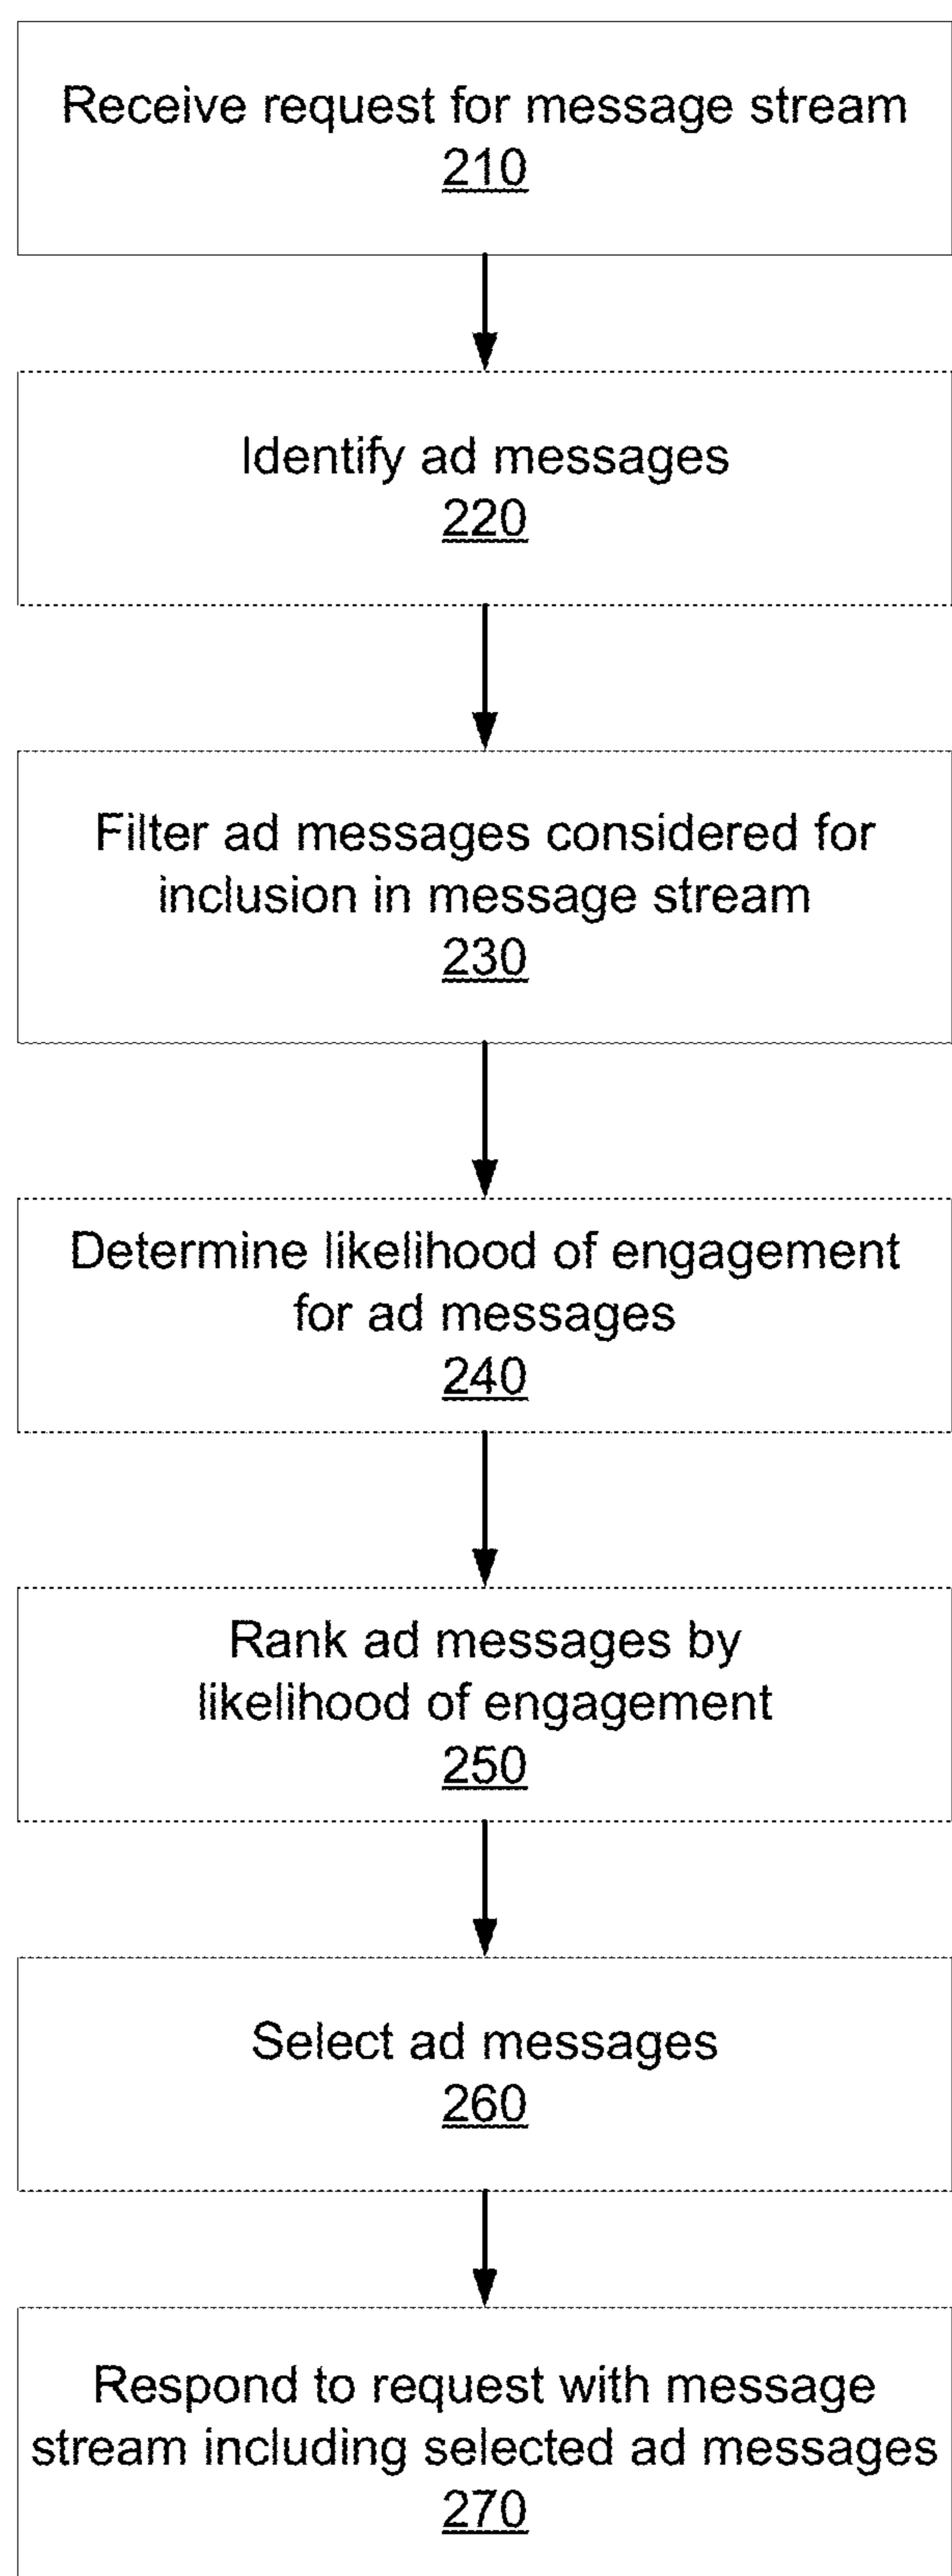 Receive request for message stream
210
Identify ad messages
220
Filter ad messages considered for
inclusion in message stream
230
Determine likelihood of engagement
for ad messages
240
Rank ad messages by
likelihood of engagement
250
Select ad messages
260
Respond to request with message
stream including selected ad messages
270